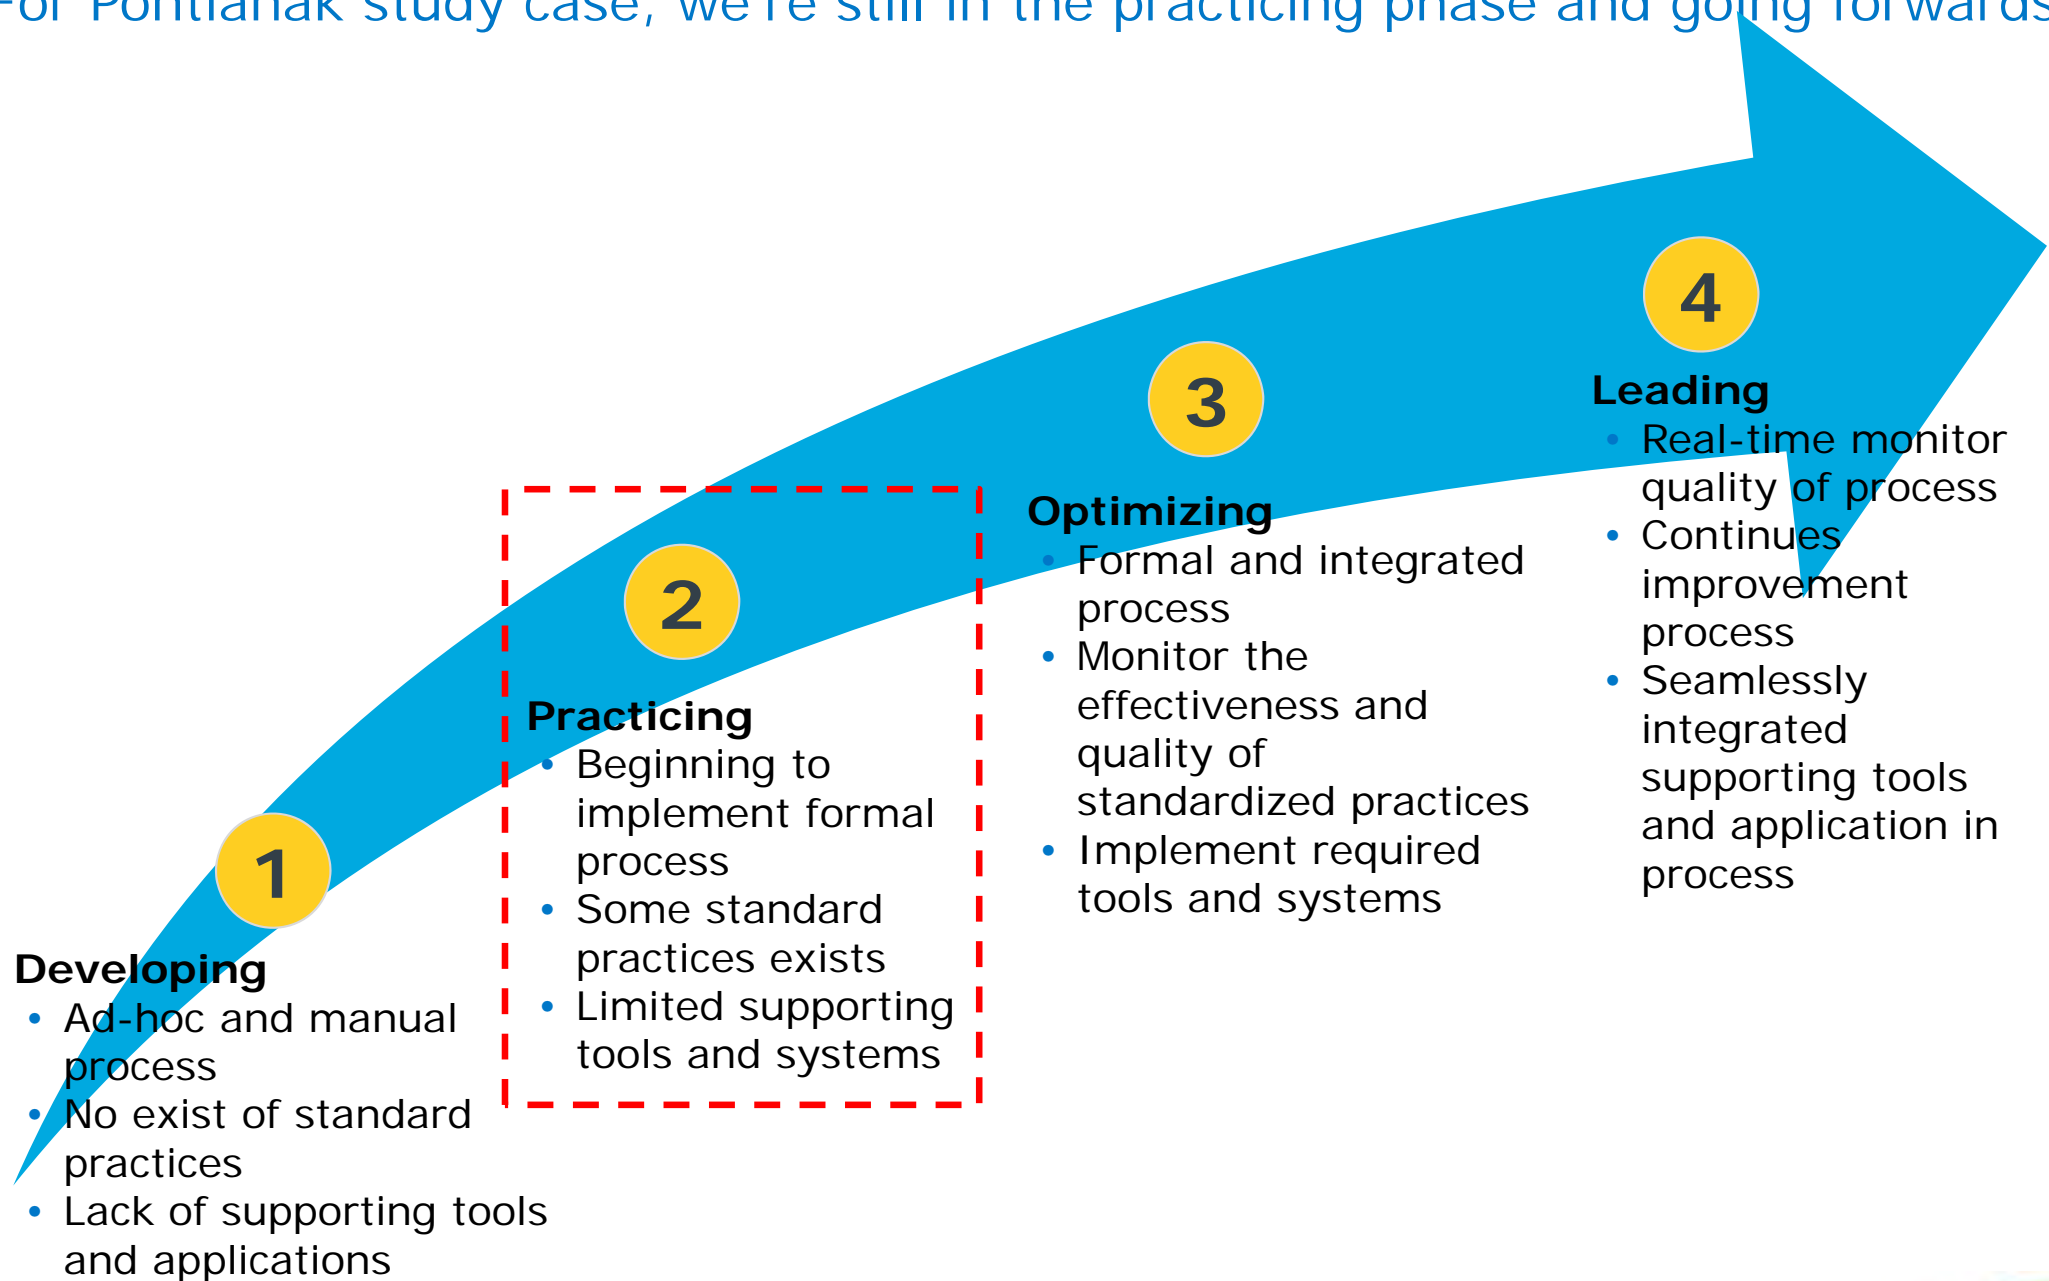 For Pontianak study case, we're still in the practicing phase and going forwards
4
Leading
• Real-time monitor
quality of process
• Continues
improvement
process
• Seamlessly
integrated
supporting tools
and application in
process
3
Optimizing
• Formal and integrated
process
• Monitor the
effectiveness and
quality of
standardized practices
• Implement required
tools and systems
2
Practicing
• Beginning to
implement formal
process
• Some standard
practices exists
• Limited supporting
tools and systems
1
Developing
• Ad-hoc and manual
process
• No exist of standard
practices
• Lack of supporting tools
and applications